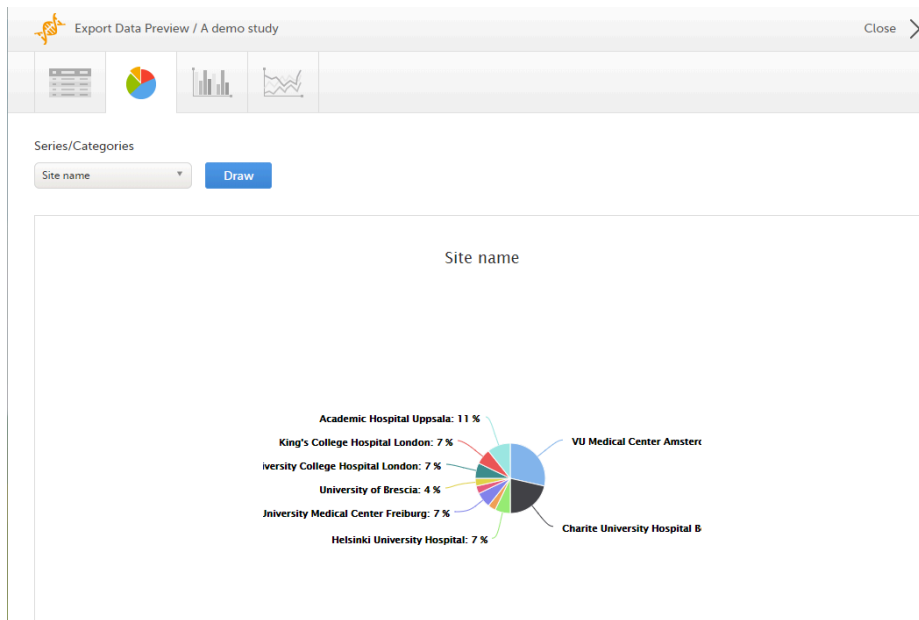 Export Data Preview / A demo study
Close
Series/Categories
Site name
Draw
Site name
Academic Hospital Uppsala: 11 %
King's College Hospital London: 7 %
iversity College Hospital London: 7 %
University of Brescia: 4 %
University Medical Center Freiburg: 7 %
Helsinki University Hospital: 7 %
VU Medical Center Amster
Charite University Hospital B